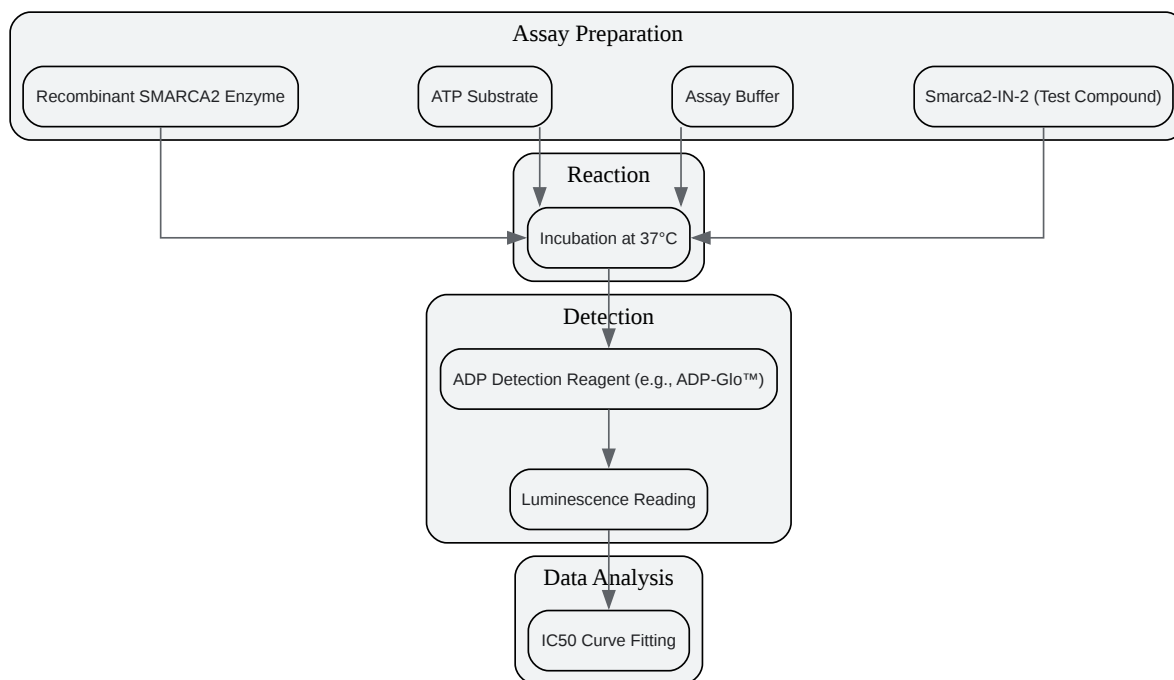 Assay Preparation
Recombinant SMARCA2 Enzyme
ATP Substrate
Assay Buffer
Smarca2-IN-2 (Test Compound)
Reaction
Incubation at 37°C
Detection
ADP Detection Reagent (e.g., ADP-Glo™)
Luminescence Reading
Data Analysis
IC50 Curve Fitting